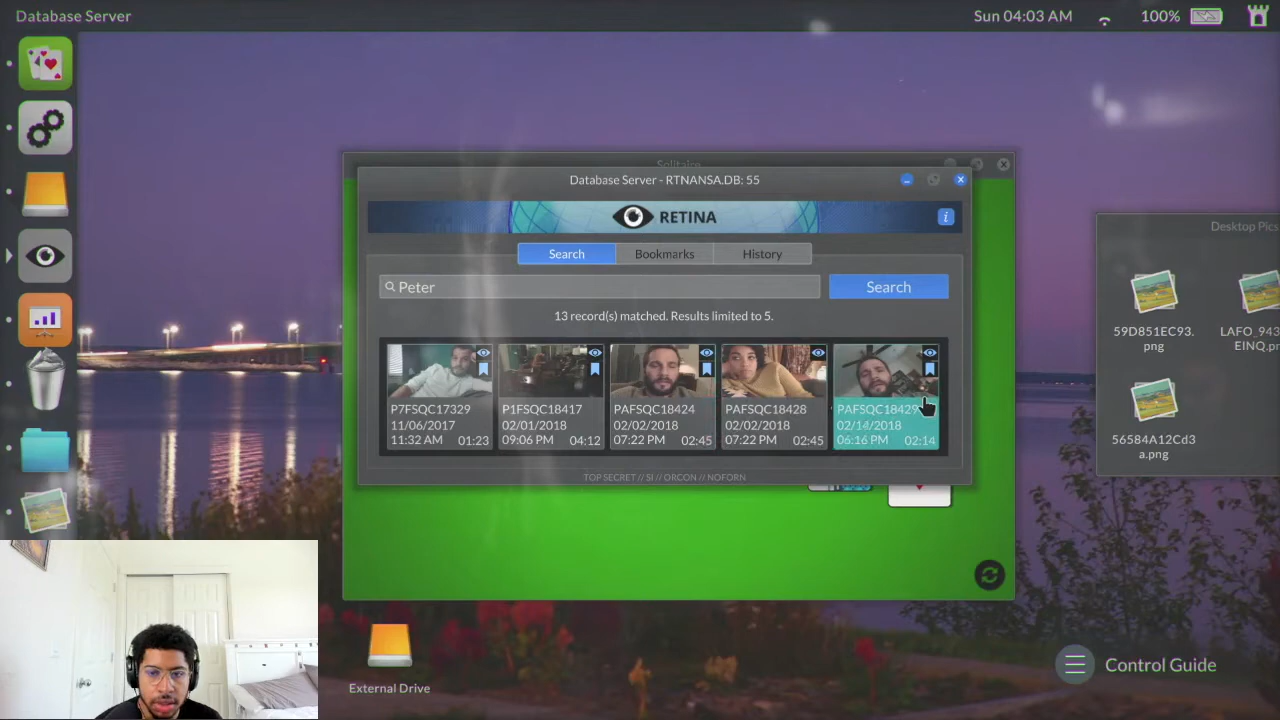 Database Server
Sun 04:03 AM
100%
Solitaire
Database Server - RTNANSA.DB: 55
RETINA
i
Search
Bookmarks
History
Peter
Search
13 record(s) matched. Results limited to 5.
P7FSQC17329
11/06/2017
11:32 AM 01:23
P1FSQC18417
02/01/2018
09:06 PM 04:12
PAFSQC18424
02/02/2018
07:22 PM 02:45
PAFSQC18428
02/02/2018
07:22 PM 02:45
PAFSQC18429
02/14/2018
06:16 PM 02:14
TOP SECRET // SI // ORCON // NOFORN
Desktop Pics
59D851EC93.
png
LAFO_943
EINQ.pn
56584A12Cd3
a.png
External Drive
Control Guide